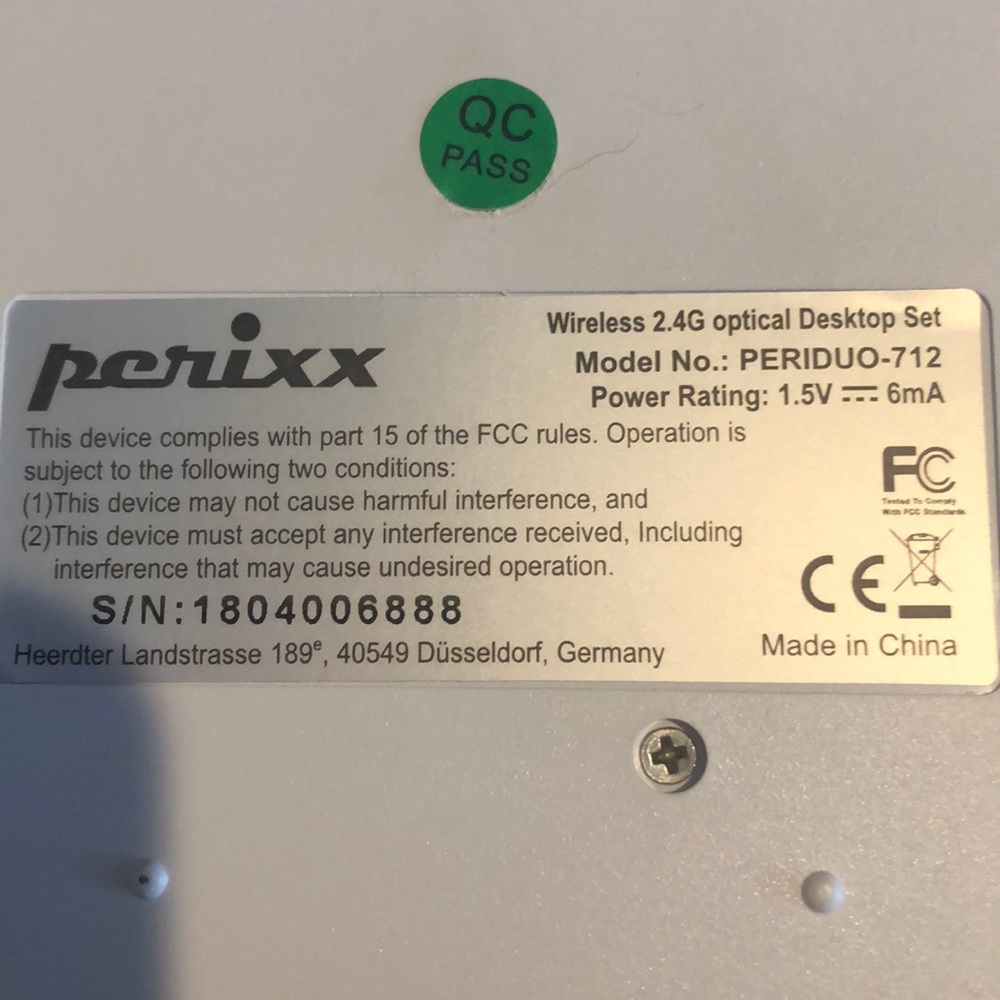 QC
PASS
perixx
Wireless 2.4G optical Desktop Set
Model No.: PERIDUO-712
Power Rating: 1.5V ⎓ 6mA
This device complies with part 15 of the FCC rules. Operation is
subject to the following two conditions:
(1)This device may not cause harmful interference, and
(2)This device must accept any interference received, Including
interference that may cause undesired operation.
FC
Tested To Comply
With FCC Standards
CE
S/N:1804006888
Heerdter Landstrasse 189e, 40549 Düsseldorf, Germany
Made in China